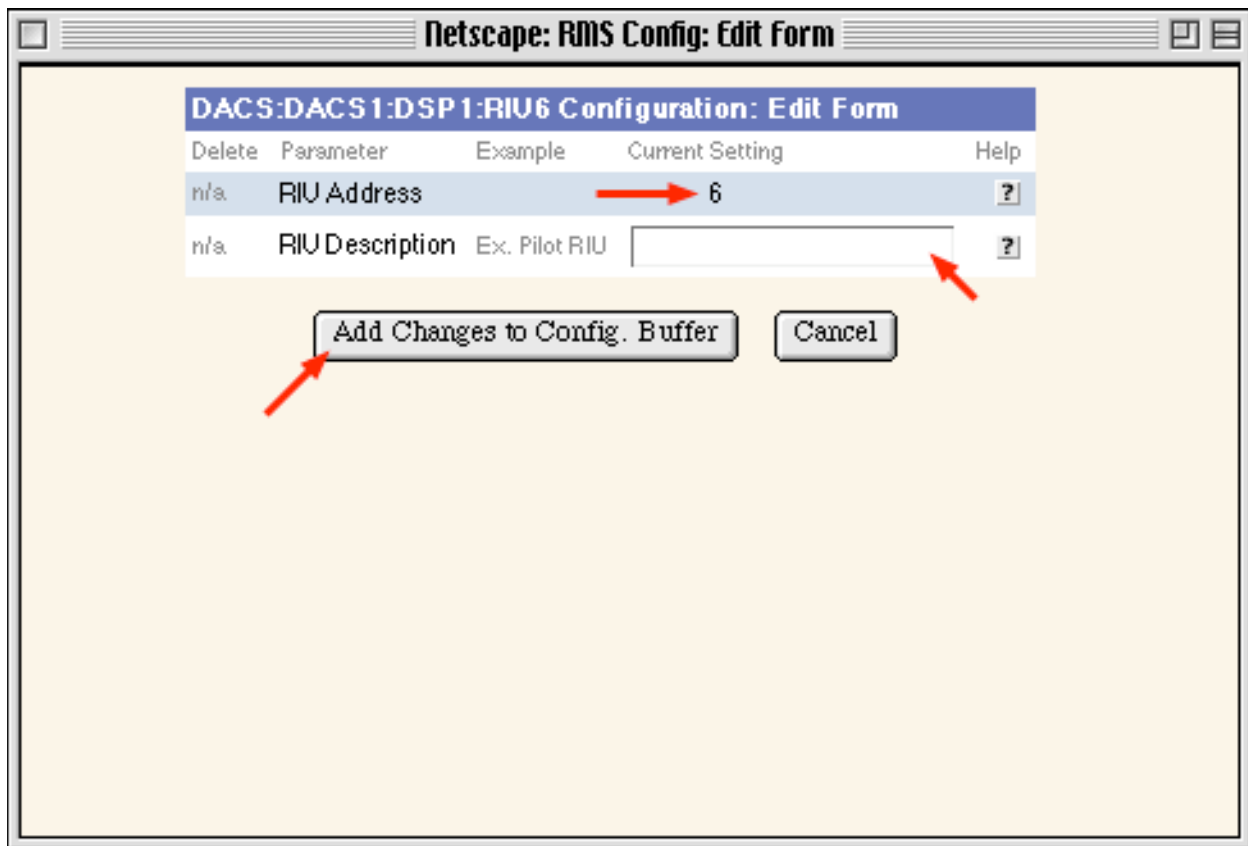 Netscape: RMS Config: Edit Form
DACS:DACS1:DSP1:RIU6 Configuration: Edit Form
Delete Parameter Example Current Setting Help
n/a RIU Address 6 ?
n/a RIU Description Ex. Pilot RIU ?
Add Changes to Config. Buffer Cancel